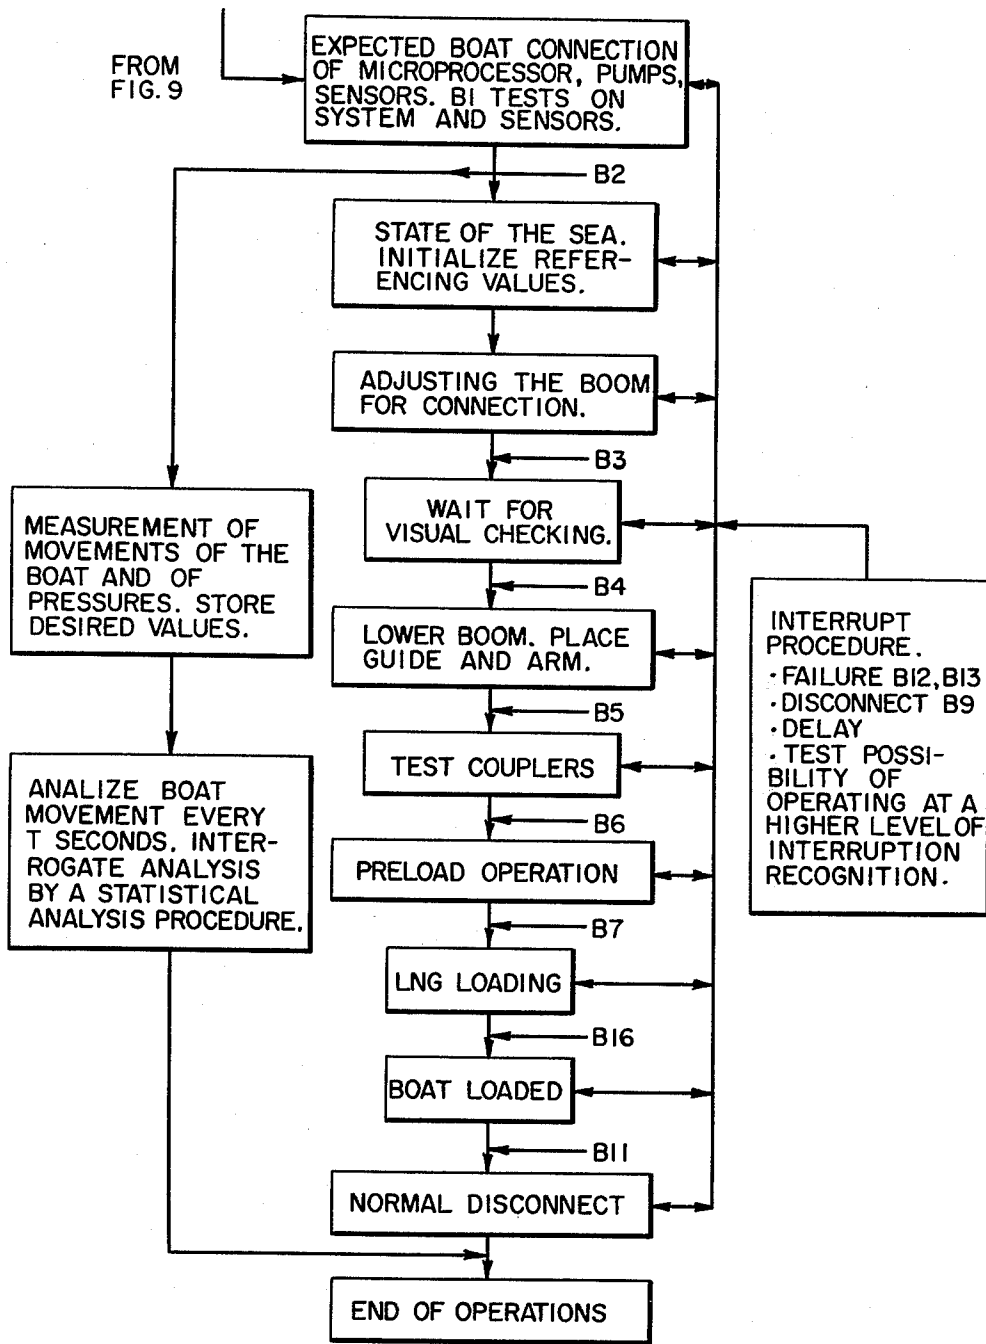 FROM
FIG. 9
EXPECTED BOAT CONNECTION
OF MICROPROCESSOR, PUMPS,
SENSORS. B1 TESTS ON
SYSTEM AND SENSORS.
B2
STATE OF THE SEA.
INITIALIZE REFER-
ENCING VALUES.
ADJUSTING THE BOOM
FOR CONNECTION.
B3
WAIT FOR
VISUAL CHECKING.
B4
LOWER BOOM. PLACE
GUIDE AND ARM.
B5
TEST COUPLERS
B6
PRELOAD OPERATION
B7
LNG LOADING
B16
BOAT LOADED
B11
NORMAL DISCONNECT
END OF OPERATIONS
MEASUREMENT OF
MOVEMENTS OF THE
BOAT AND OF
PRESSURES. STORE
DESIRED VALUES.
ANALIZE BOAT
MOVEMENT EVERY
T SECONDS. INTER-
ROGATE ANALYSIS
BY A STATISTICAL
ANALYSIS PROCEDURE.
INTERRUPT
PROCEDURE.
· FAILURE B12, B13
· DISCONNECT B9
· DELAY
· TEST POSSI-
BILITY OF
OPERATING AT A
HIGHER LEVEL OF
INTERRUPTION
RECOGNITION.